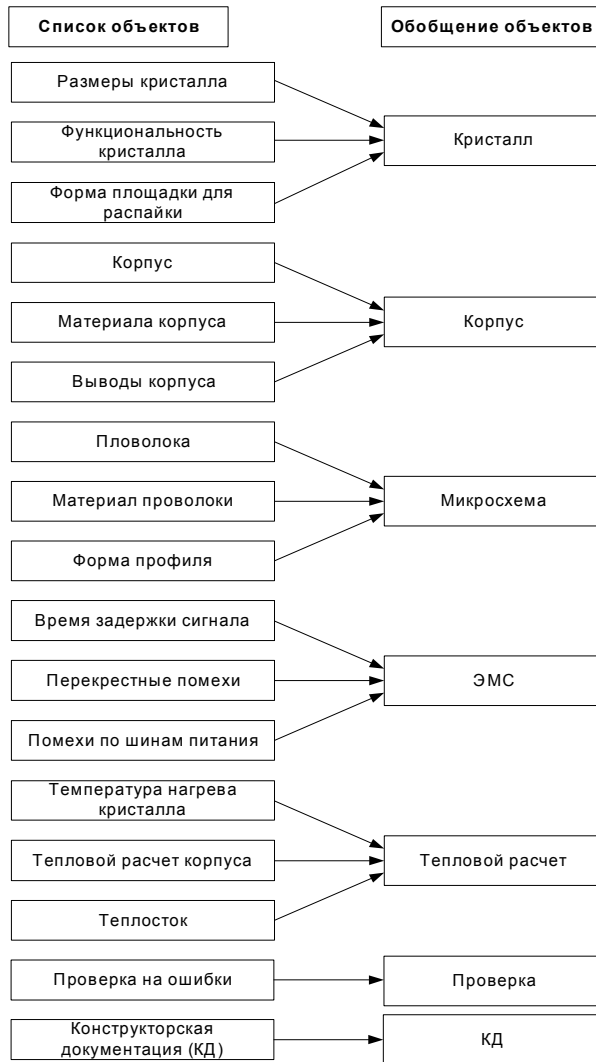 Список объектов
Обобщение объектов
Размеры кристалла
Функциональность
кристалла
Форма площадки для
распайки
Кристалл
Корпус
Материала корпуса
Выводы корпуса
Корпус
Пловолока
Материал проволоки
Форма профиля
Микросхема
Время задержки сигнала
Перекрестные помехи
Помехи по шинам питания
ЭМС
Температура нагрева
кристалла
Тепловой расчет корпуса
Теплосток
Тепловой расчет
Проверка на ошибки
Проверка
Конструкторская
документация (КД)
КД